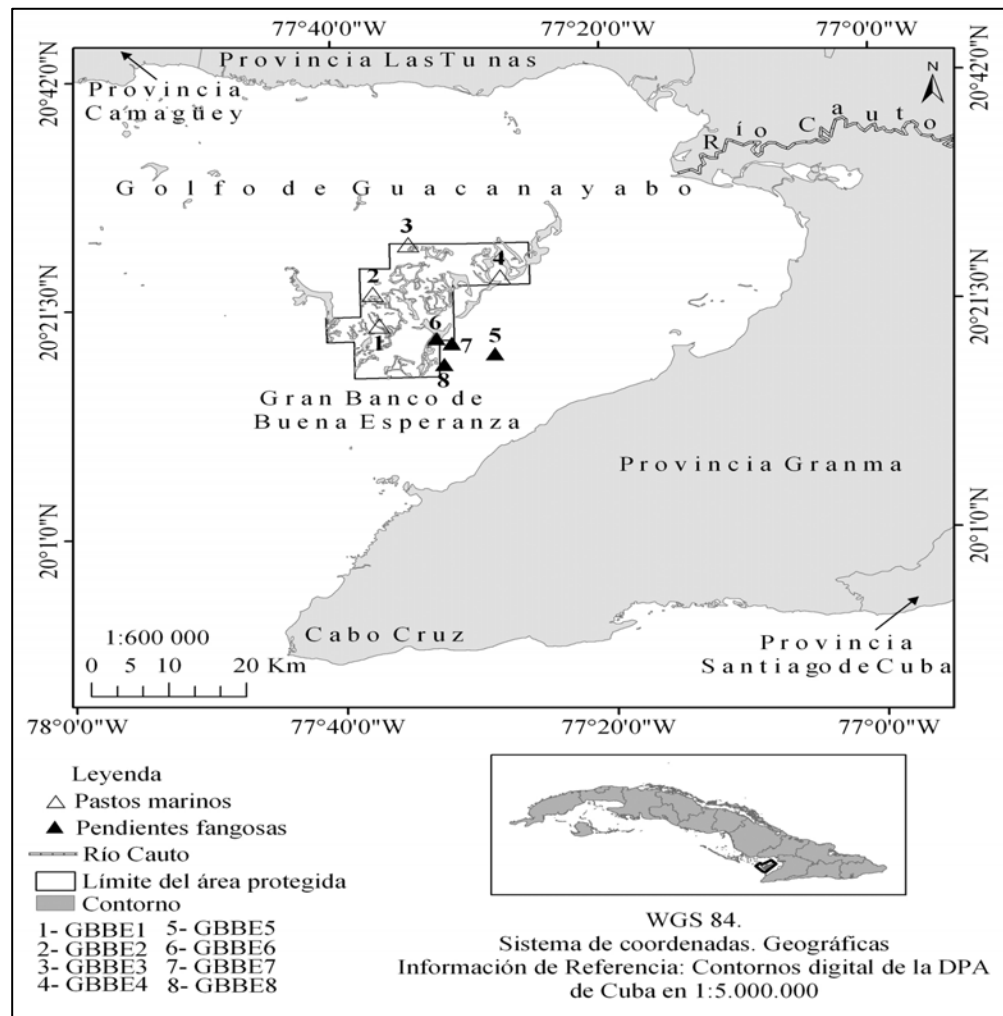 77°40'0"W 77°20'0"W 77°0'0"W
Provincia Las Tunas
Provincia
Camagüey
N
20°42'0"N
20°42'0"N
Río Cauto
Golfo de Guacanayabo
3
4
2
20°21'30"N
20°21'30"N
6
5
1
7
8
Gran Banco de
Buena Esperanza
Provincia Granma
20°1'0"N
20°1'0"N
1:600 000
Cabo Cruz
0 5 10 20 Km
Provincia
Santiago de Cuba
78°0'0"W 77°40'0"W 77°20'0"W 77°0'0"W
Leyenda
Pastos marinos
Pendientes fangosas
Río Cauto
Límite del área protegida
Contorno
1- GBBE1 5- GBBE5
2- GBBE2 6- GBBE6
3- GBBE3 7- GBBE7
4- GBBE4 8- GBBE8
WGS 84.
Sistema de coordenadas. Geográficas
Información de Referencia: Contornos digital de la DPA
de Cuba en 1:5.000.000